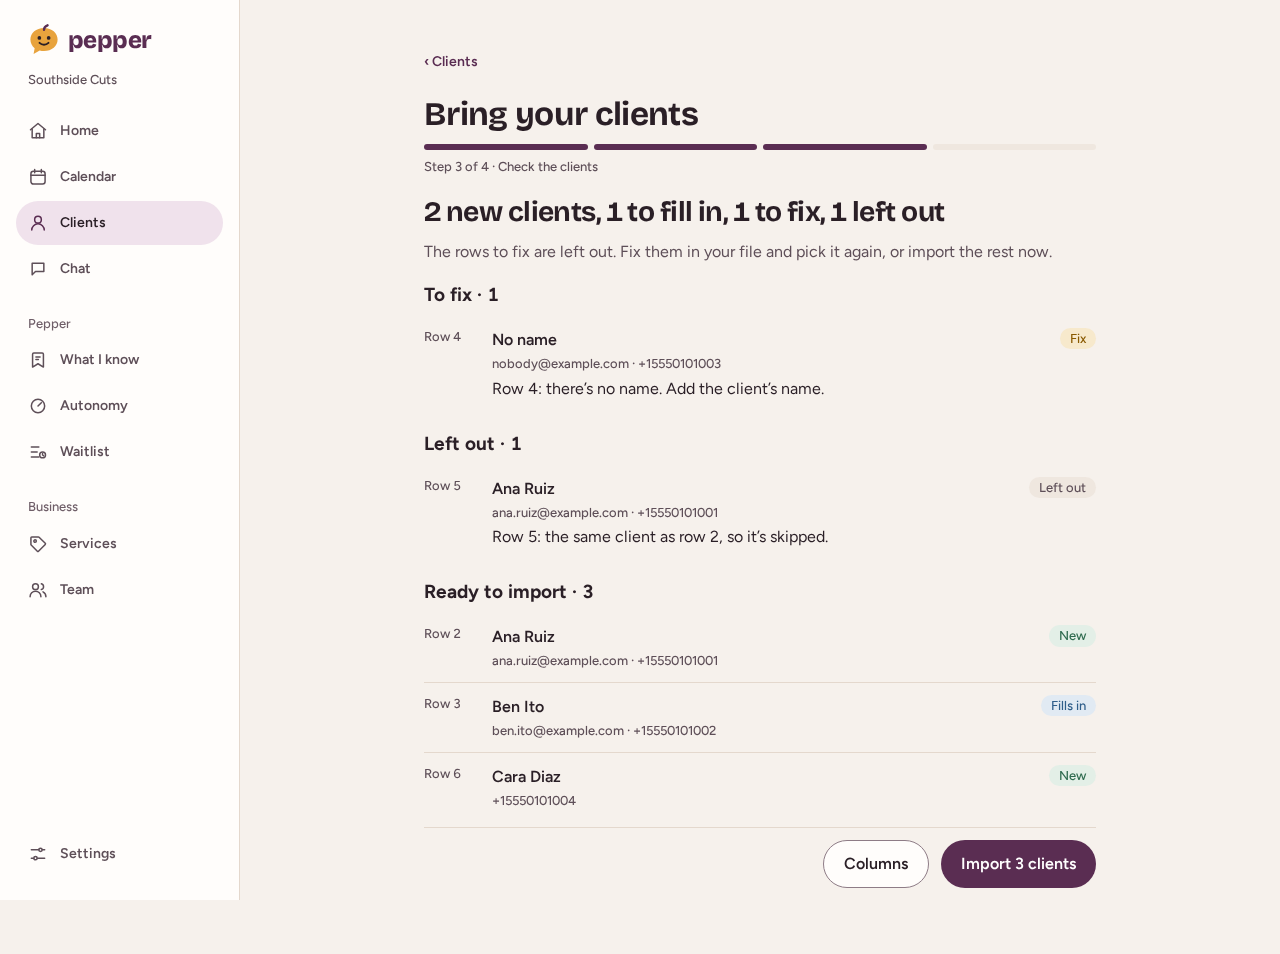 pepper
Southside Cuts
Home
Calendar
Clients
Chat
Pepper
What I know
Autonomy
Waitlist
Business
Services
Team
Settings
‹ Clients
Bring your clients
Step 3 of 4 · Check the clients
2 new clients, 1 to fill in, 1 to fix, 1 left out
The rows to fix are left out. Fix them in your file and pick it again, or import the rest now.
To fix · 1
Row 4
No name
Fix
nobody@example.com · +15550101003
Row 4: there’s no name. Add the client’s name.
Left out · 1
Row 5
Ana Ruiz
Left out
ana.ruiz@example.com · +15550101001
Row 5: the same client as row 2, so it’s skipped.
Ready to import · 3
Row 2
Ana Ruiz
New
ana.ruiz@example.com · +15550101001
Row 3
Ben Ito
Fills in
ben.ito@example.com · +15550101002
Row 6
Cara Diaz
New
+15550101004
Columns
Import 3 clients